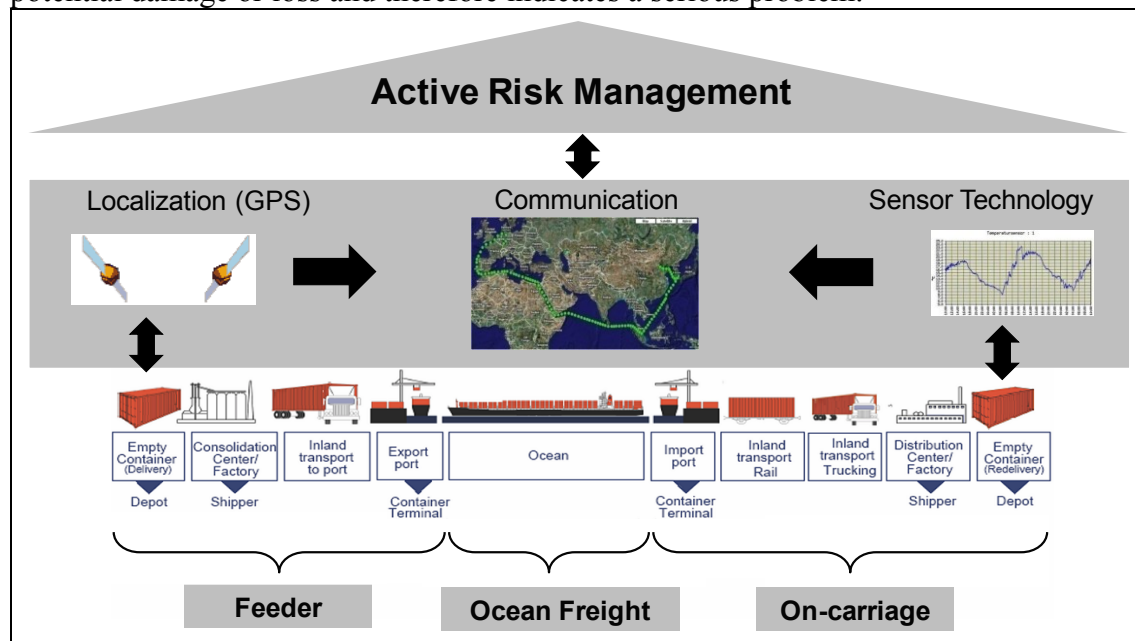 potential damage or loss and therefore indicates a serious problem.
Active Risk Management
Localization (GPS)
Communication
Sensor Technology
Temperatursensor : 1
Empty
Container
(Delivery)
Consolidation
Center/
Factory
Inland
transport
to port
Export
port
Ocean
Import
port
Inland
transport
Rail
Inland
transport
Trucking
Distribution
Center/
Factory
Empty
Container
(Redelivery)
Depot
Shipper
Container
Terminal
Container
Terminal
Shipper
Depot
Feeder
Ocean Freight
On-carriage